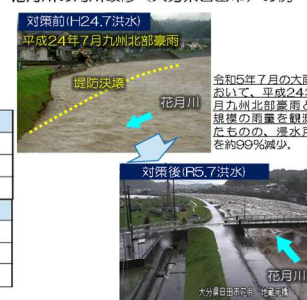 対策前(H24.7洪水)
平成24年7月九州北部豪雨
堤防決壊
花月川
令和5年7月の大雨
おいて、平成24年
月九州北部豪雨と
規模の雨量を観測
たものの、浸水戸
を約99%減少。
対策後(R5.7洪水)
花月川
大分県日田市花月